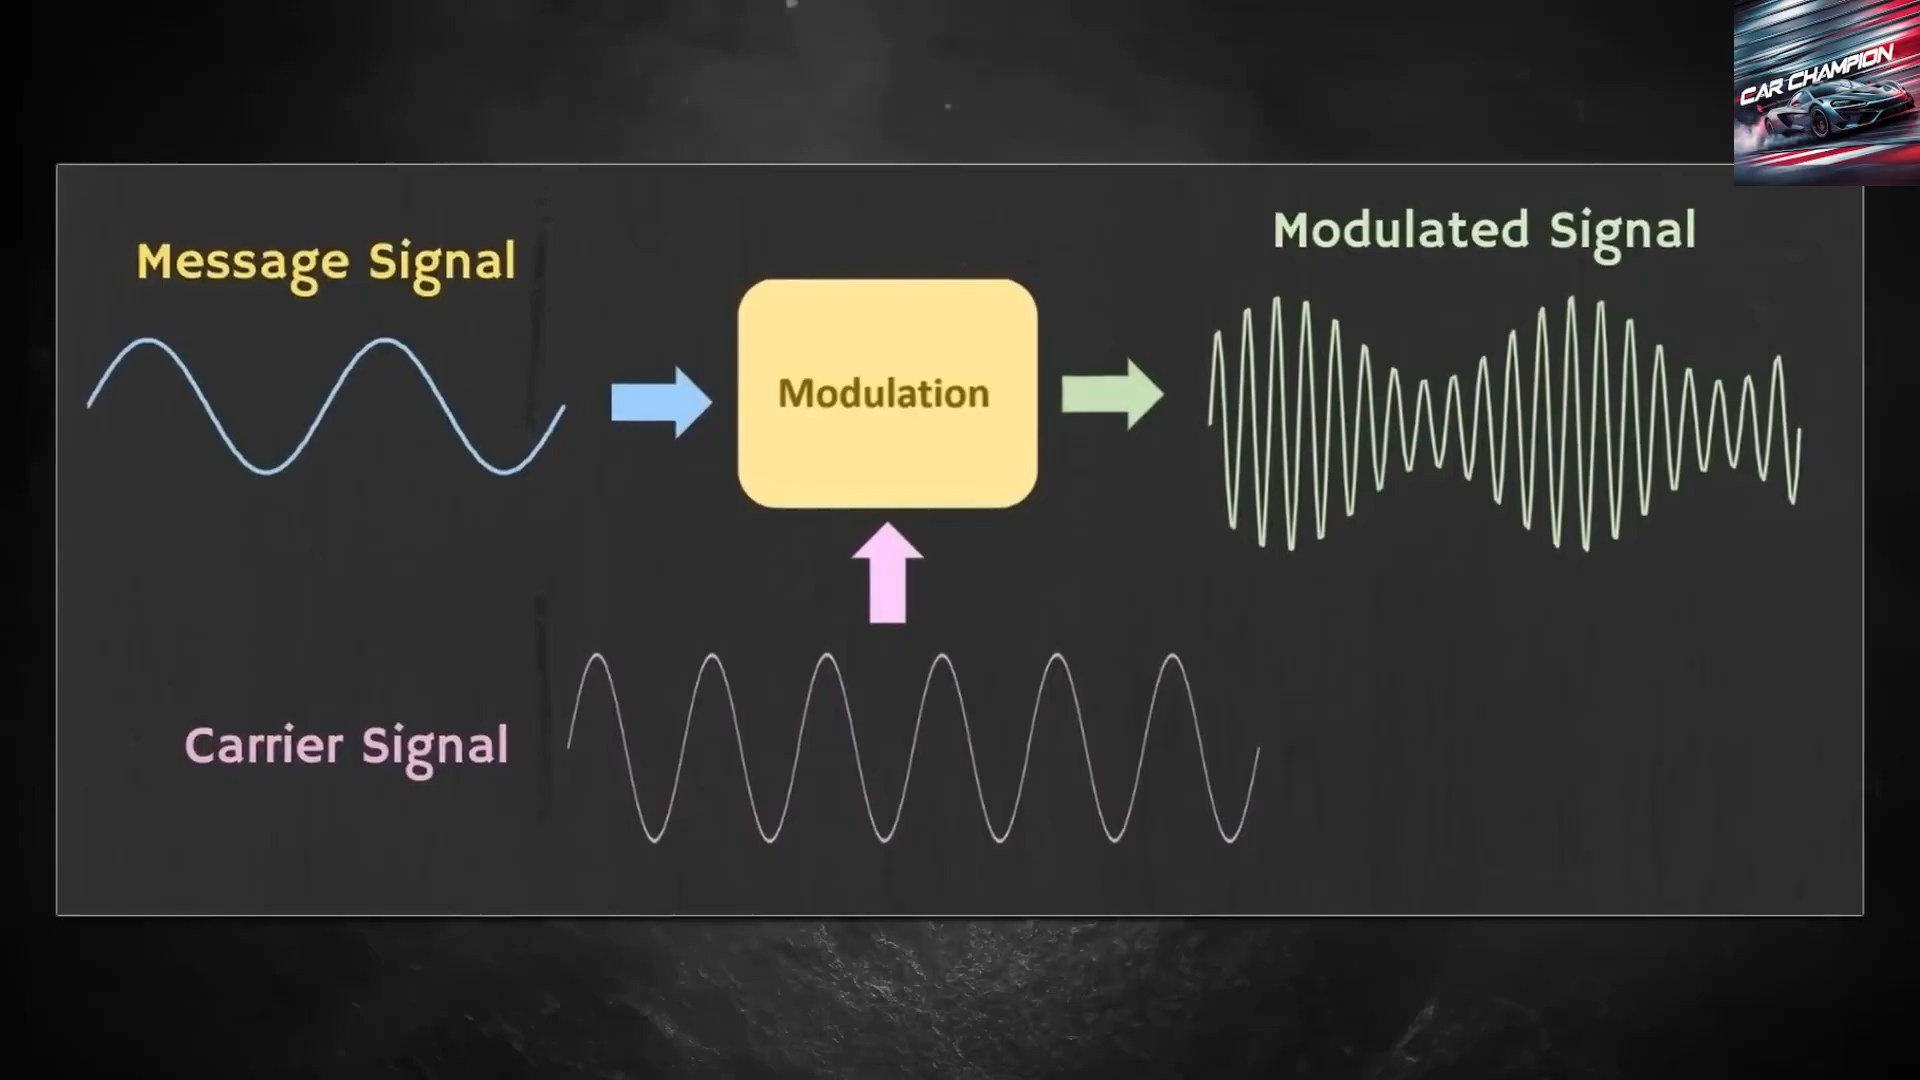 CAR CHAMPION
Modulated Signal
Message Signal
Modulation
Carrier Signal